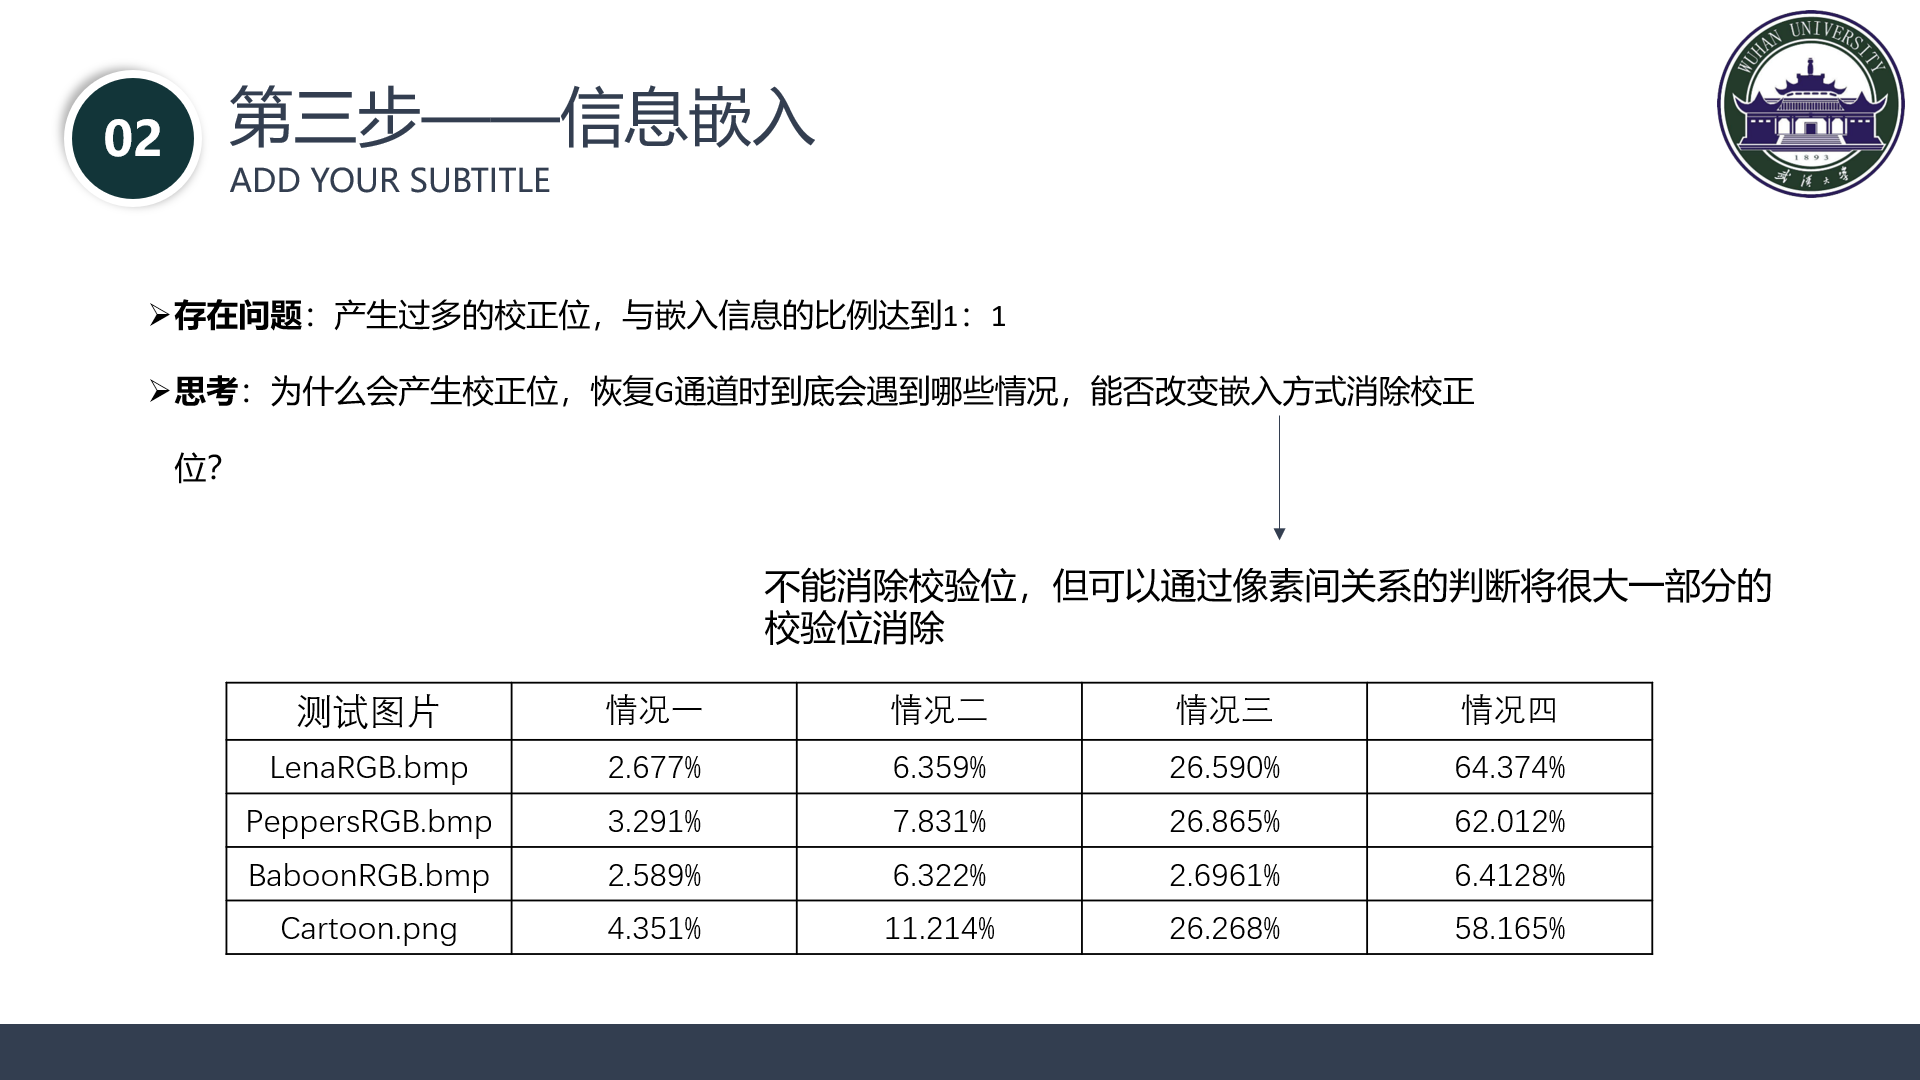 02
第三步——信息嵌入
ADD YOUR SUBTITLE
WUHAN UNIVERSITY
1893
武漢大學
➢存在问题：产生过多的校正位，与嵌入信息的比例达到1：1
➢思考：为什么会产生校正位，恢复G通道时到底会遇到哪些情况，能否改变嵌入方式消除校正
位？
不能消除校验位，但可以通过像素间关系的判断将很大一部分的
校验位消除
测试图片 情况一 情况二 情况三 情况四
LenaRGB.bmp 2.677% 6.359% 26.590% 64.374%
PeppersRGB.bmp 3.291% 7.831% 26.865% 62.012%
BaboonRGB.bmp 2.589% 6.322% 2.6961% 6.4128%
Cartoon.png 4.351% 11.214% 26.268% 58.165%